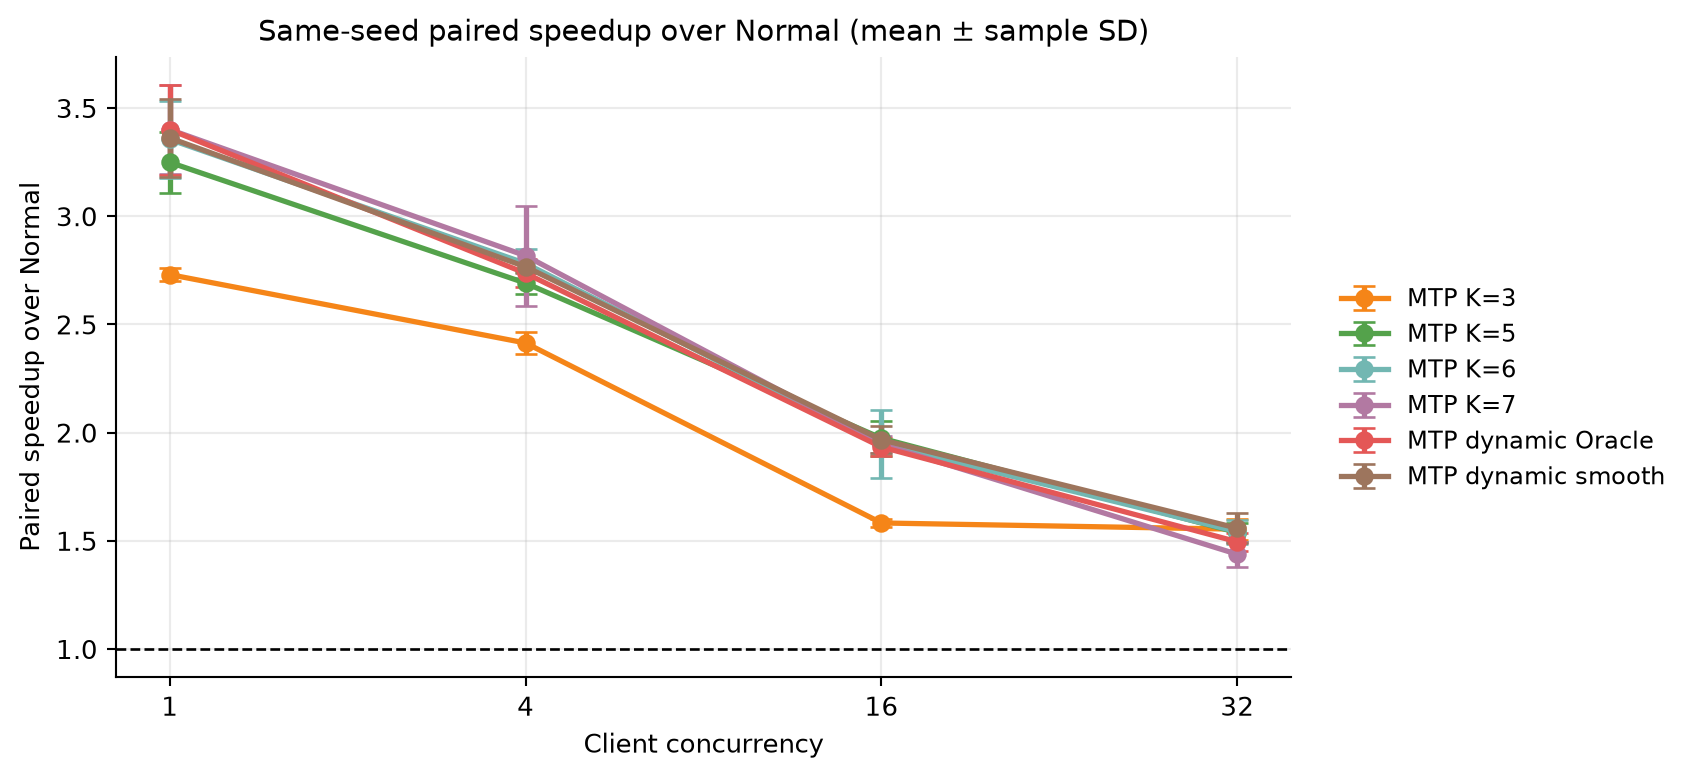 Same-seed paired speedup over Normal (mean ± sample SD)
Paired speedup over Normal
3.5
3.0
2.5
2.0
1.5
1.0
1
4
16
32
Client concurrency
MTP K=3
MTP K=5
MTP K=6
MTP K=7
MTP dynamic Oracle
MTP dynamic smooth